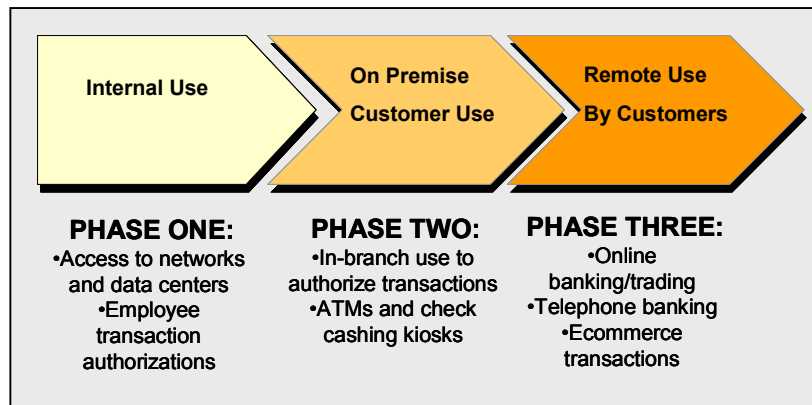 Internal Use
On Premise
Customer Use
Remote Use
By Customers
PHASE ONE:
•Access to networks
and data centers
•Employee
transaction
authorizations
PHASE TWO:
•In-branch use to
authorize transactions
•ATMs and check
cashing kiosks
PHASE THREE:
•Online
banking/trading
•Telephone banking
•Ecommerce
transactions